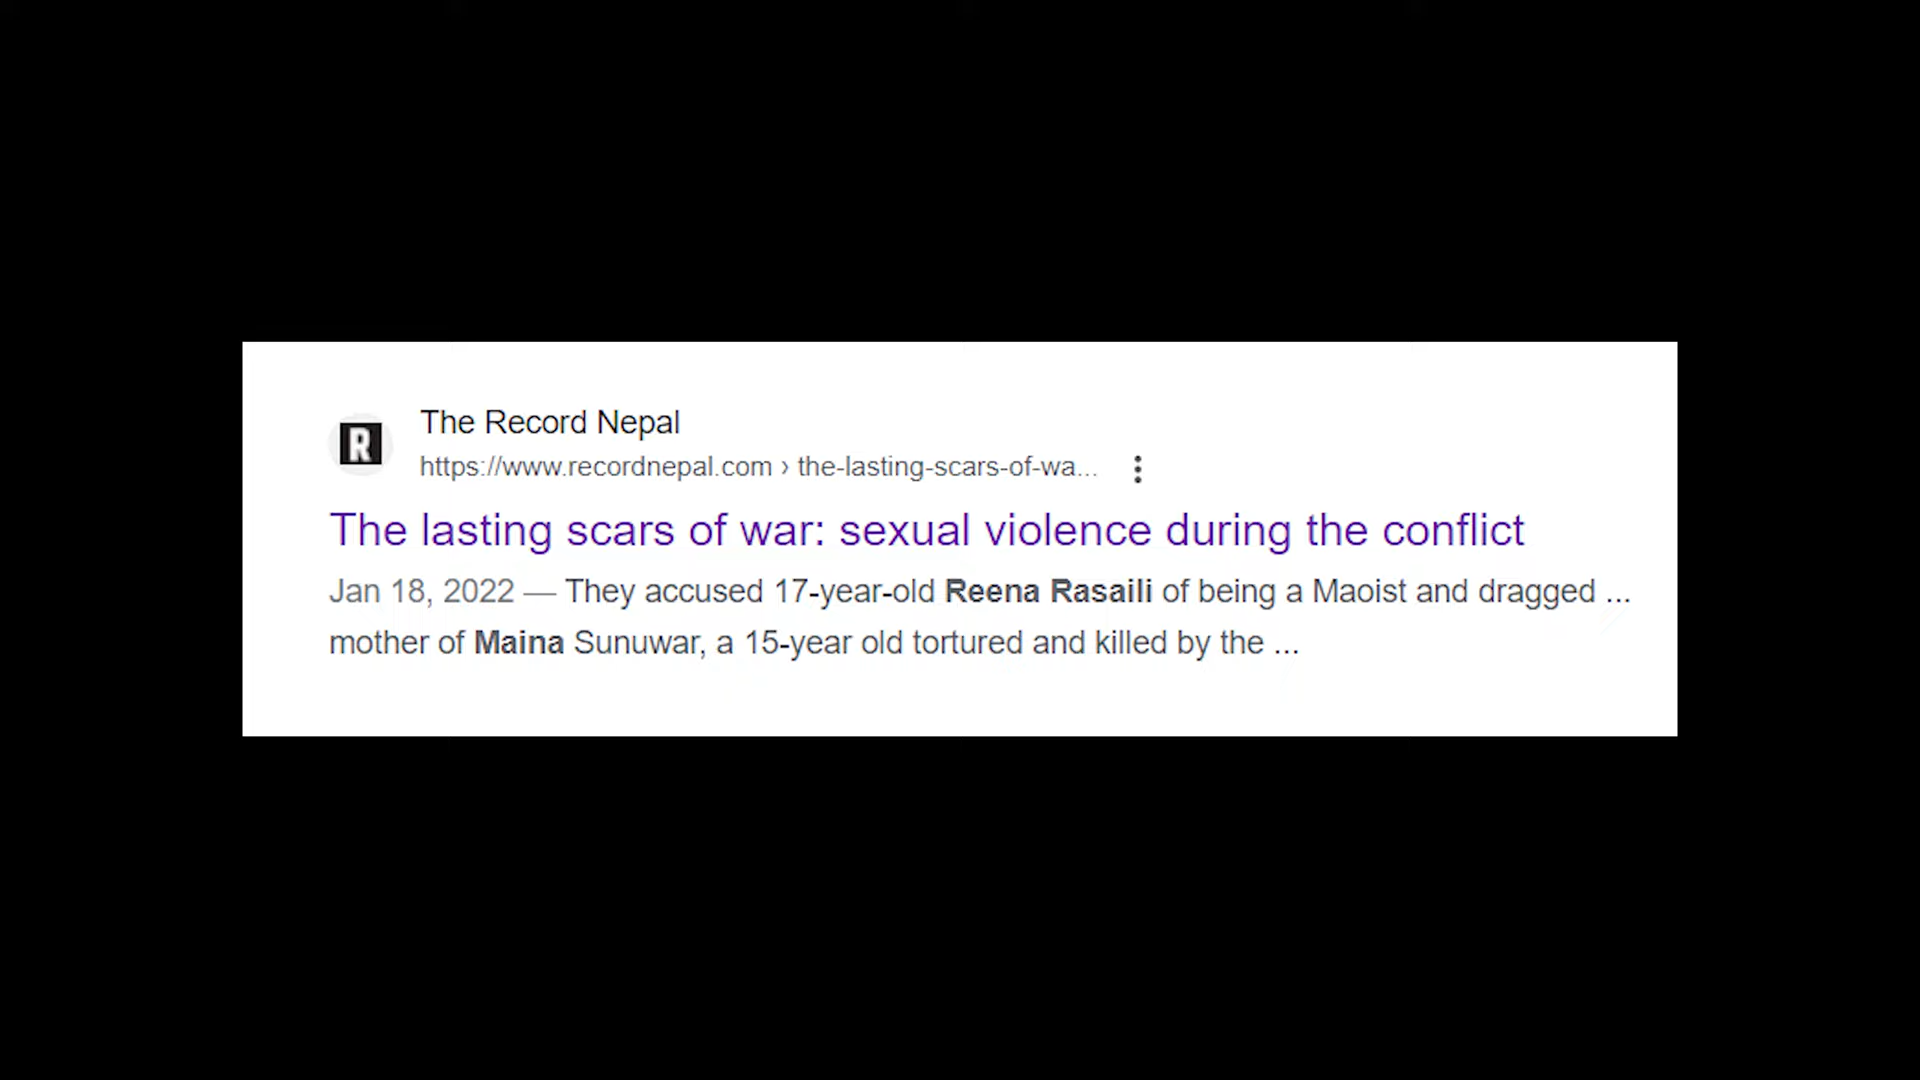 R
The Record Nepal
https://www.recordnepal.com › the-lasting-scars-of-wa...
The lasting scars of war: sexual violence during the conflict
Jan 18, 2022 — They accused 17-year-old Reena Rasaili of being a Maoist and dragged ...
mother of Maina Sunuwar, a 15-year old tortured and killed by the ...